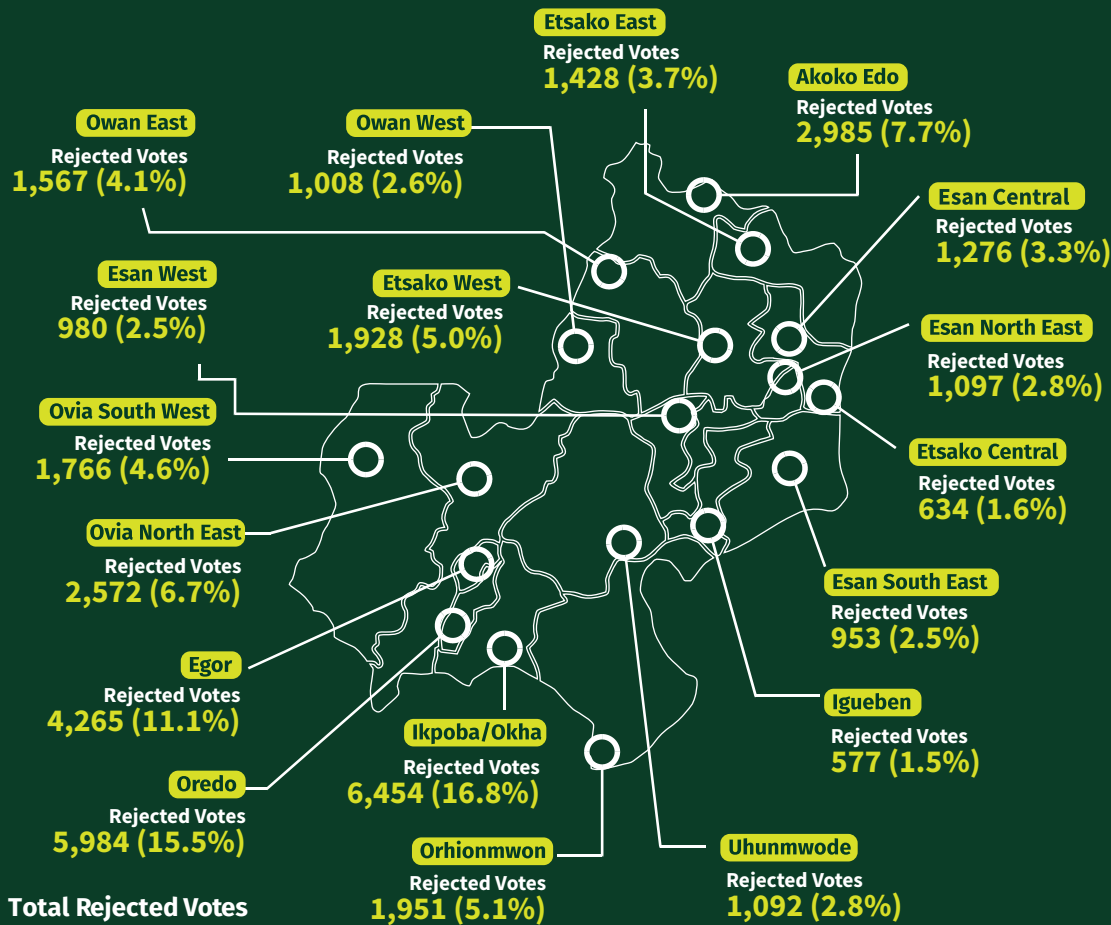 Etsako East
Rejected Votes
1,428 (3.7%)
Akoko Edo
Rejected Votes
2,985 (7.7%)
Owan East
Rejected Votes
1,567 (4.1%)
Owan West
Rejected Votes
1,008 (2.6%)
Esan Central
Rejected Votes
1,276 (3.3%)
Esan West
Rejected Votes
980 (2.5%)
Etsako West
Rejected Votes
1,928 (5.0%)
Esan North East
Rejected Votes
1,097 (2.8%)
Ovia South West
Rejected Votes
1,766 (4.6%)
Etsako Central
Rejected Votes
634 (1.6%)
Ovia North East
Rejected Votes
2,572 (6.7%)
Esan South East
Rejected Votes
953 (2.5%)
Egor
Rejected Votes
4,265 (11.1%)
Igueben
Rejected Votes
577 (1.5%)
Ikpoba/Okha
Rejected Votes
6,454 (16.8%)
Oredo
Rejected Votes
5,984 (15.5%)
Orhionmwon
Rejected Votes
1,951 (5.1%)
Uhunmwode
Rejected Votes
1,092 (2.8%)
Total Rejected Votes